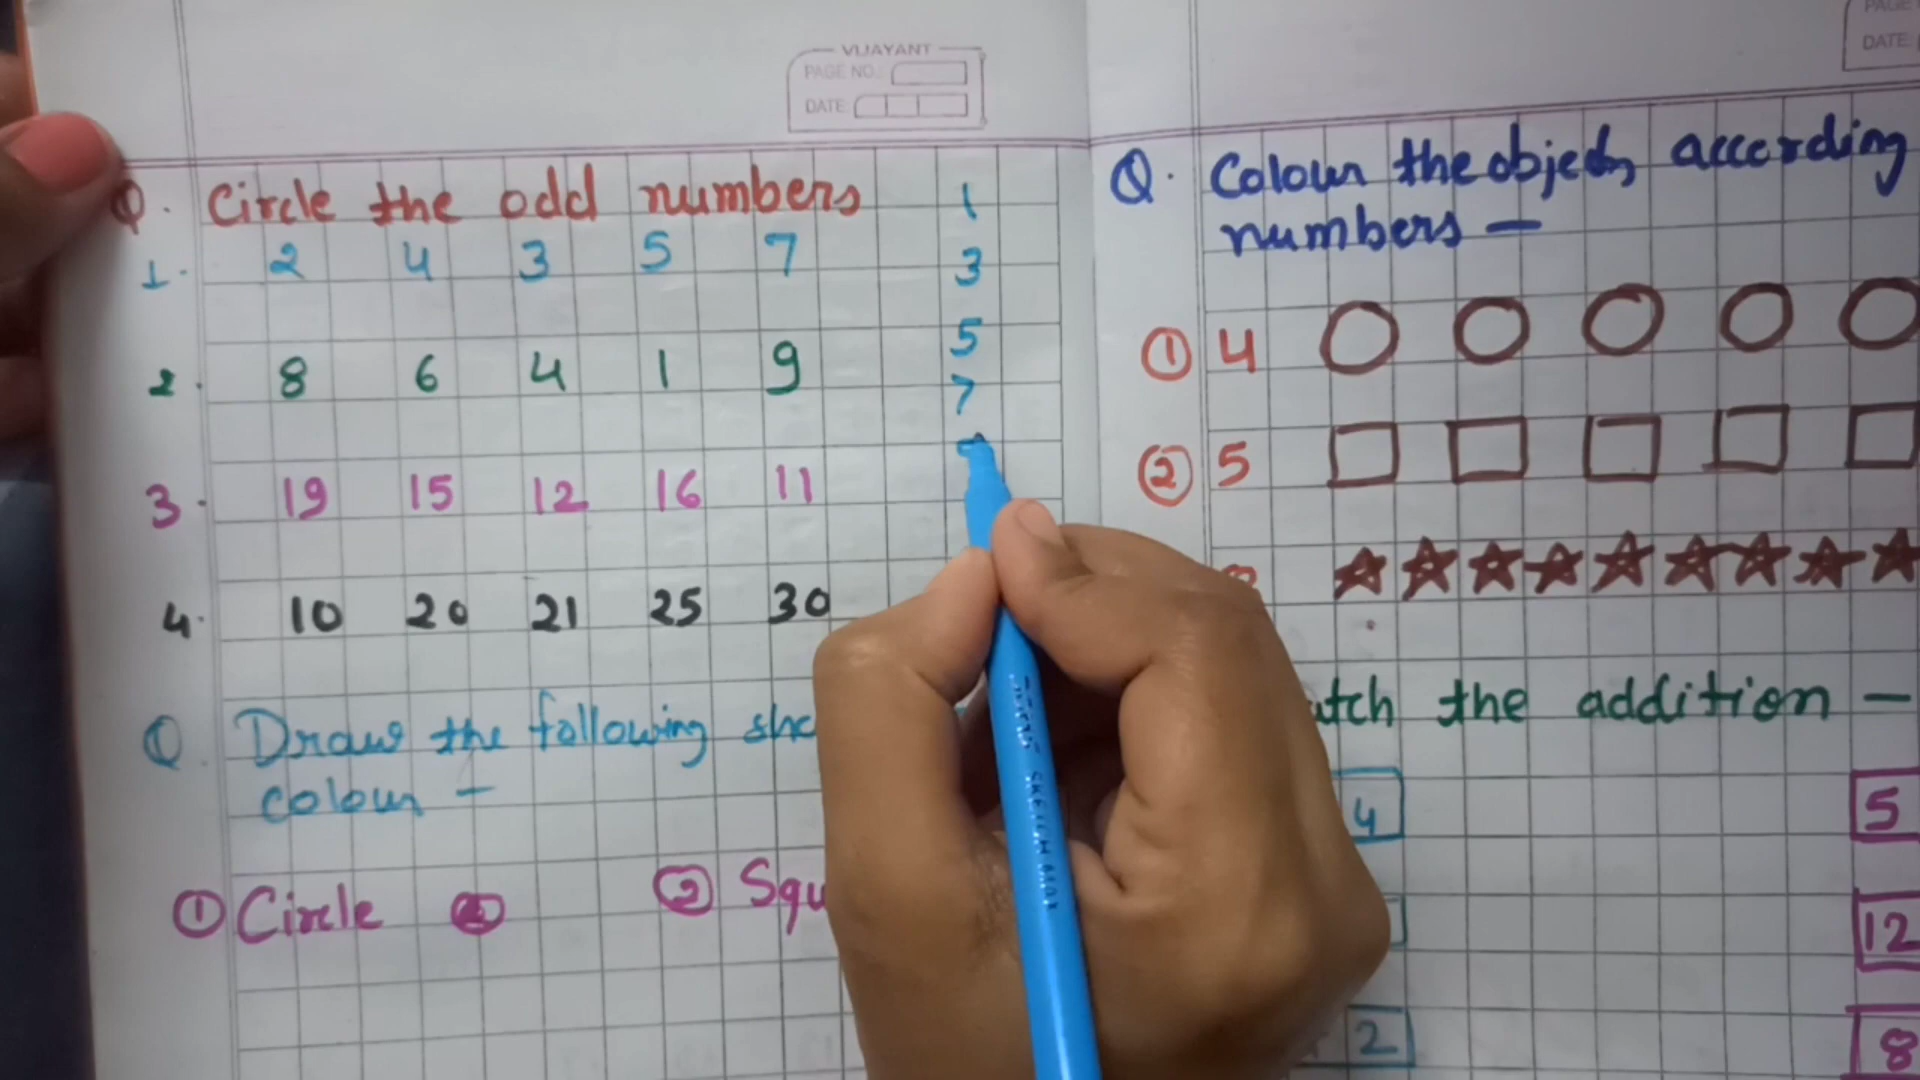 VIJAYANT
PAGE NO.:
DATE:
Q. Circle the odd numbers
1. 2 4 3 5 7
2. 8 6 4 1 9
3. 19 15 12 16 11
4. 10 20 21 25 30
1
3
5
7
Q. Draw the following
colour -
① Circle ②
PAGE
DATE:
Q. Colour the objects according
numbers -
① 4
② 5
the addition -
4
5
12
2
8
SKETCH